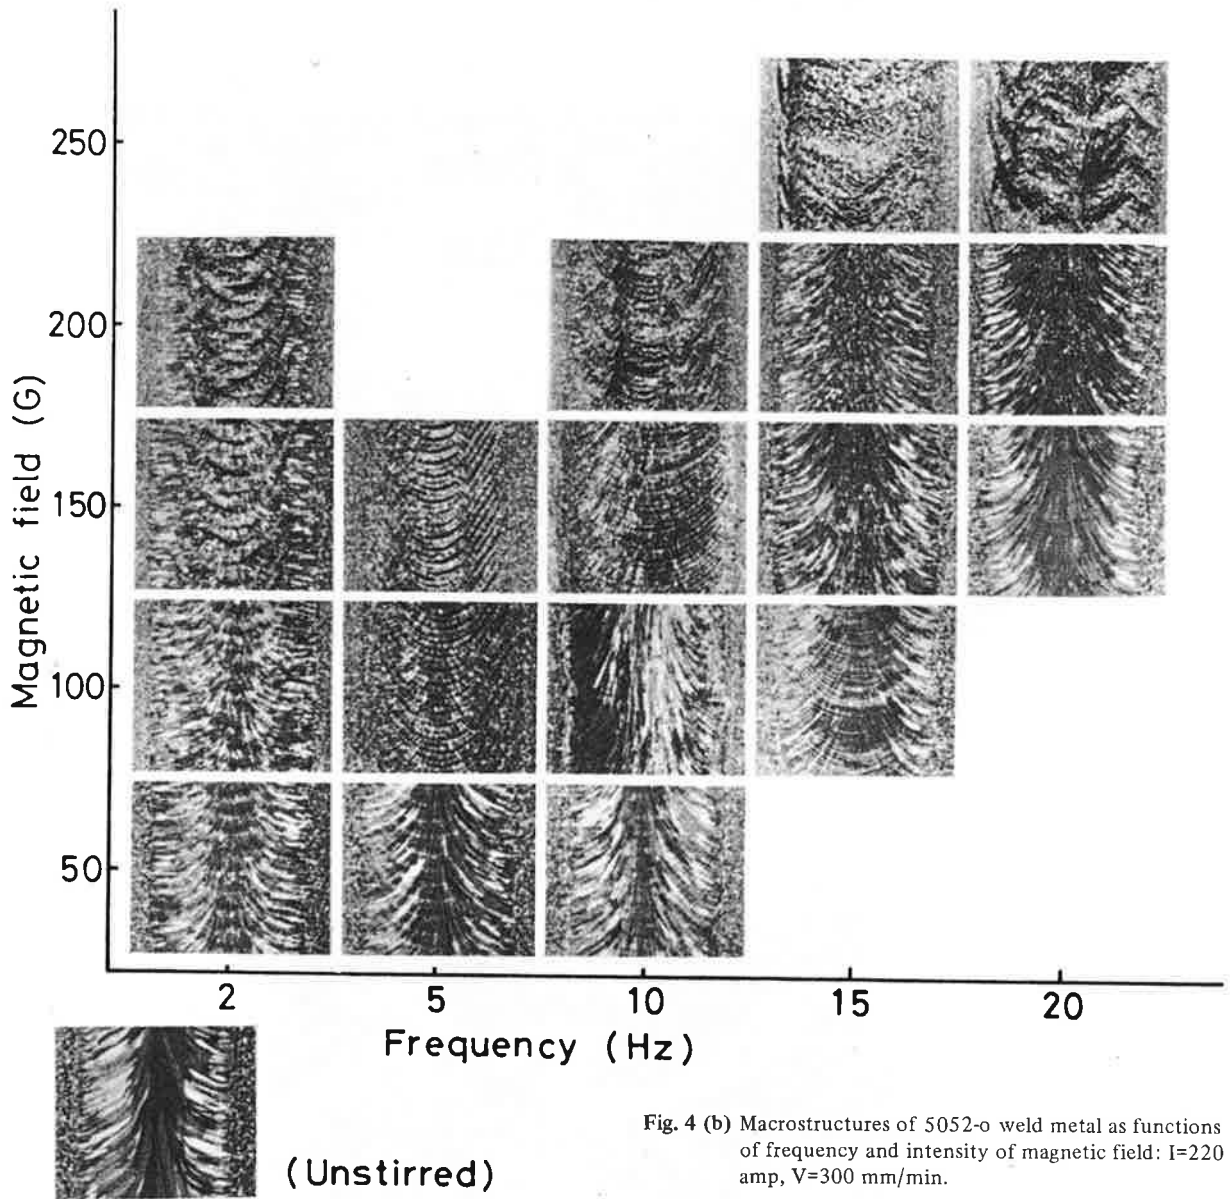 250
200
150
100
50
Magnetic field (G)
2 5 10 15 20
Frequency (Hz)
(Unstirred)
Fig. 4 (b) Macrostructures of 5052-o weld metal as functions
of frequency and intensity of magnetic field: I=220
amp, V=300 mm/min.